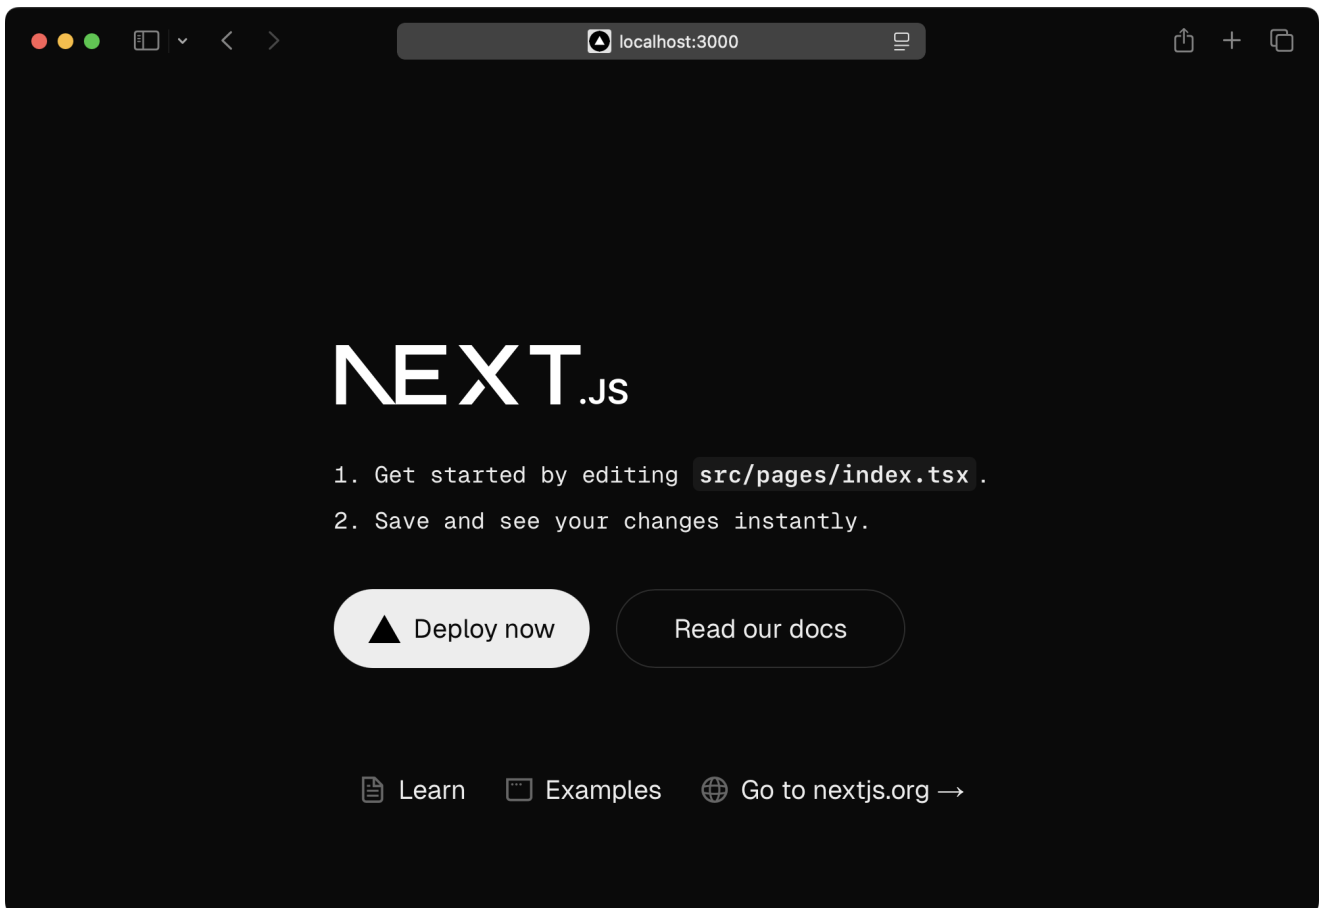 localhost:3000
NEXT.JS
1. Get started by editing src/pages/index.tsx.
2. Save and see your changes instantly.
Deploy now
Read our docs
Learn
Examples
Go to nextjs.org →